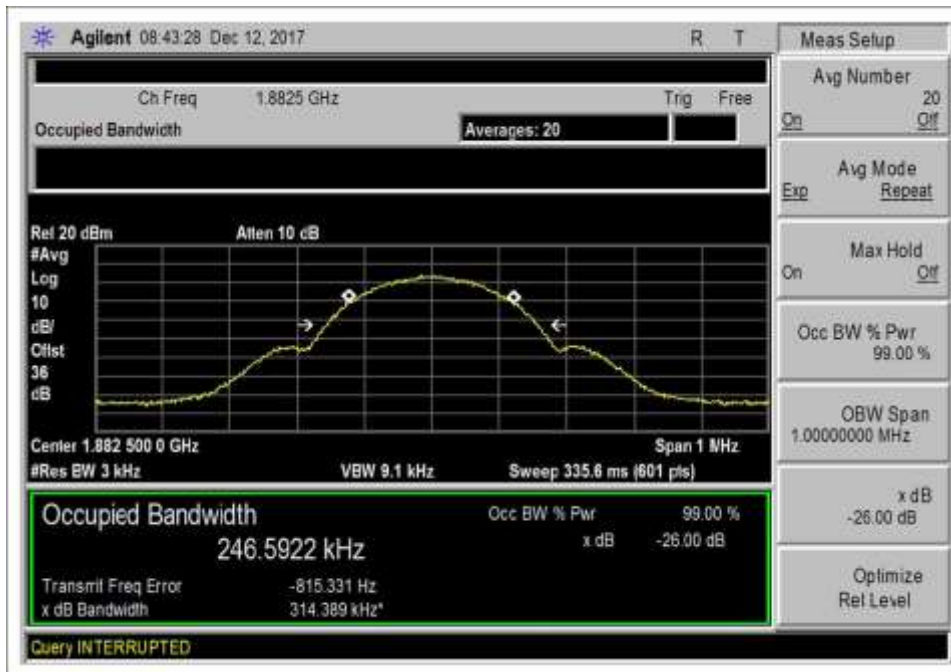 Agilent 08:43:28 Dec 12, 2017 R T
Ch Freq 1.8825 GHz Trig Free
Occupied Bandwidth Averages: 20
Ref 20 dBm Atten 10 dB
#Avg
Log
10
dB/
Offst
36
dB
Center 1.882 500 0 GHz Span 1 MHz
#Res BW 3 kHz VBW 9.1 kHz Sweep 335.6 ms (601 pts)
Occupied Bandwidth Occ BW % Pwr 99.00 %
246.5922 kHz x dB -26.00 dB
Transmit Freq Error -815.331 Hz
x dB Bandwidth 314.389 kHz*
Query INTERRUPTED
Meas Setup
Avg Number
20
On Off
Avg Mode
Exp Repeat
Max Hold
On Off
Occ BW % Pwr
99.00 %
OBW Span
1.00000000 MHz
x dB
-26.00 dB
Optimize
Ref Level